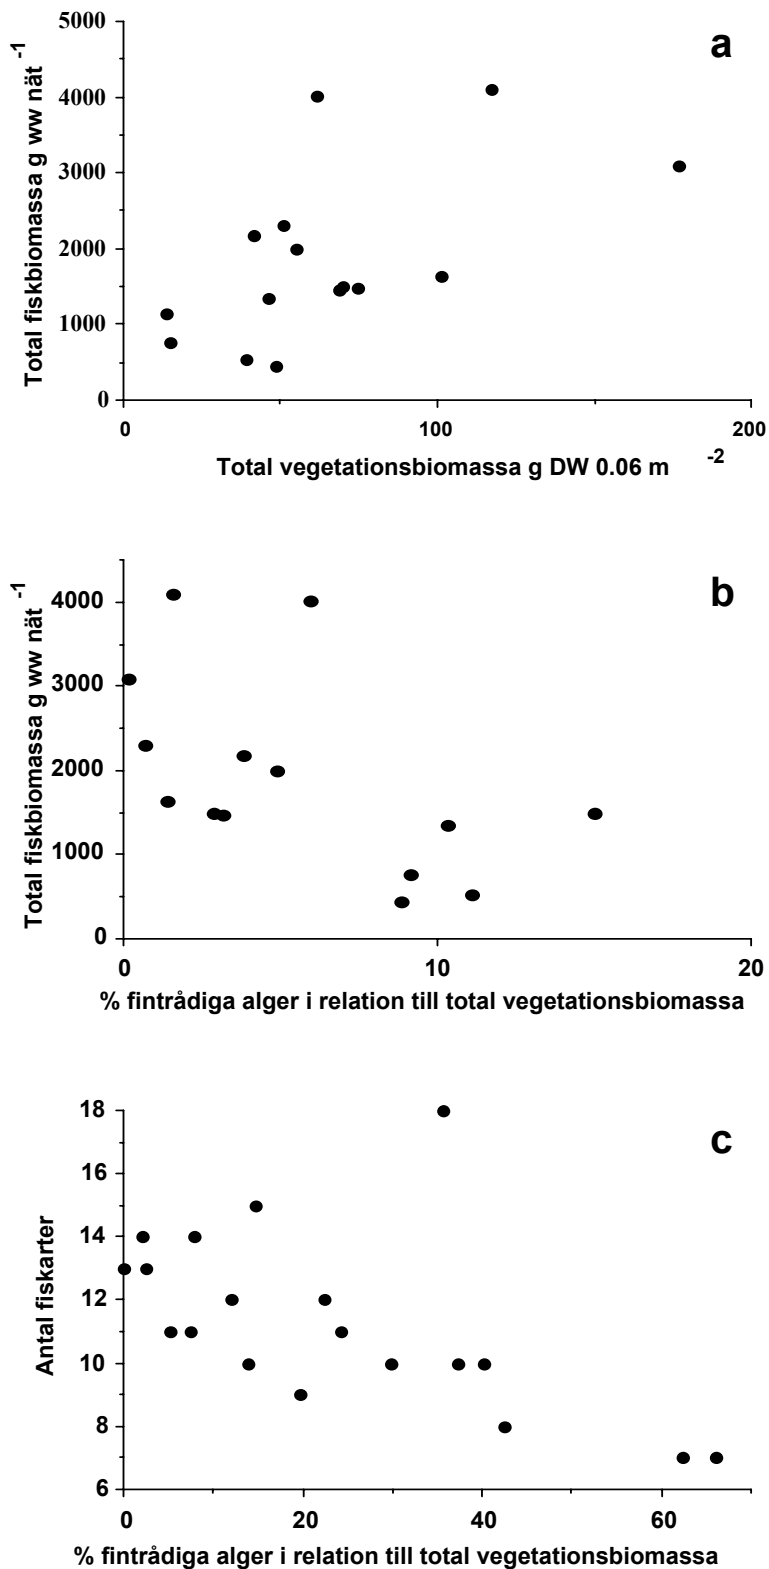 a
Total fiskbiomassa g ww nät -1
5000
4000
3000
2000
1000
0
0 100 200
Total vegetationsbiomassa g DW 0.06 m -2
b
Total fiskbiomassa g ww nät -1
4000
3000
2000
1000
0
0 10 20
% fintrådiga alger i relation till total vegetationsbiomassa
c
Antal fiskarter
18
16
14
12
10
8
6
0 20 40 60
% fintrådiga alger i relation till total vegetationsbiomassa